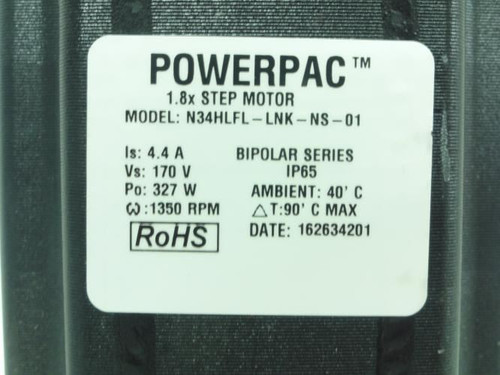 POWERPAC™
1.8x STEP MOTOR
MODEL: N34HLFL-LNK-NS-01
Is: 4.4 A BIPOLAR SERIES
Vs: 170 V IP65
Po: 327 W AMBIENT: 40' C
ω:1350 RPM △T:90' C MAX
RoHS DATE: 162634201